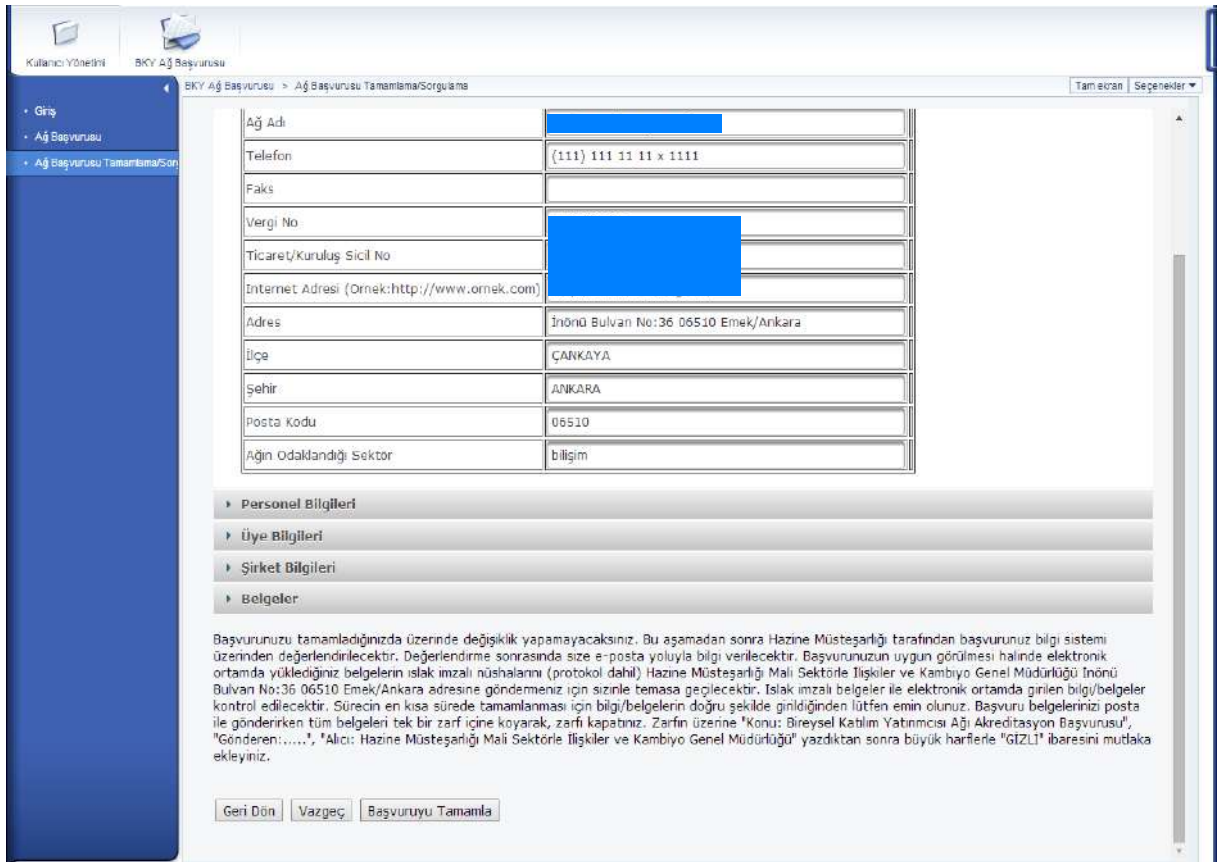 Kullanıcı Yönetimi BKY Ağ Başvurusu
BKY Ağ Başvurusu > Ağ Başvurusu Tamamlama/Sorgulama Tam ekran Seçenekler
Giriş
Ağ Başvurusu
Ağ Başvurusu Tamamlama/Sor
Ağ Adı
Telefon (111) 111 11 11 x 1111
Faks
Vergi No
Ticaret/Kuruluş Sicil No
Internet Adresi (Ornek:http://www.ornek.com)
Adres İnönü Bulvarı No:36 06510 Emek/Ankara
İlçe ÇANKAYA
Şehir ANKARA
Posta Kodu 06510
Ağın Odaklandığı Sektor bilişim
Personel Bilgileri
Üye Bilgileri
Şirket Bilgileri
Belgeler
Başvurunuzu tamamladığınızda üzerinde değişiklik yapamayacaksınız. Bu aşamadan sonra Hazine Müsteşarlığı tarafından başvurunuz bilgi sistemi
üzerinden değerlendirilecektir. Değerlendirme sonrasında size e-posta yoluyla bilgi verilecektir. Başvurunuzun uygun görülmesi halinde elektronik
ortamda yüklediğiniz belgelerin ıslak imzalı nüshalarını (protokol dahil) Hazine Müsteşarlığı Mali Sektörle İlişkiler ve Kambiyo Genel Müdürlüğü İnönü
Bulvarı No:36 06510 Emek/Ankara adresine göndermeniz için sizinle temasa geçilecektir. Islak imzalı belgeler ile elektronik ortamda girilen bilgi/belgeler
kontrol edilecektir. Sürecin en kısa sürede tamamlanması için bilgi/belgelerin doğru şekilde girildiğinden lütfen emin olunuz. Başvuru belgelerinizi posta
ile gönderirken tüm belgeleri tek bir zarf içine koyarak, zarfı kapatınız. Zarfın üzerine "Konu: Bireysel Katılım Yatırımcısı Ağı Akreditasyon Başvurusu",
"Gönderen:.....", "Alıcı: Hazine Müsteşarlığı Mali Sektörle İlişkiler ve Kambiyo Genel Müdürlüğü" yazdıktan sonra büyük harflerle "GİZLİ" ibaresini mutlaka
ekleyiniz.
Geri Dön Vazgeç Başvuruyu Tamamla